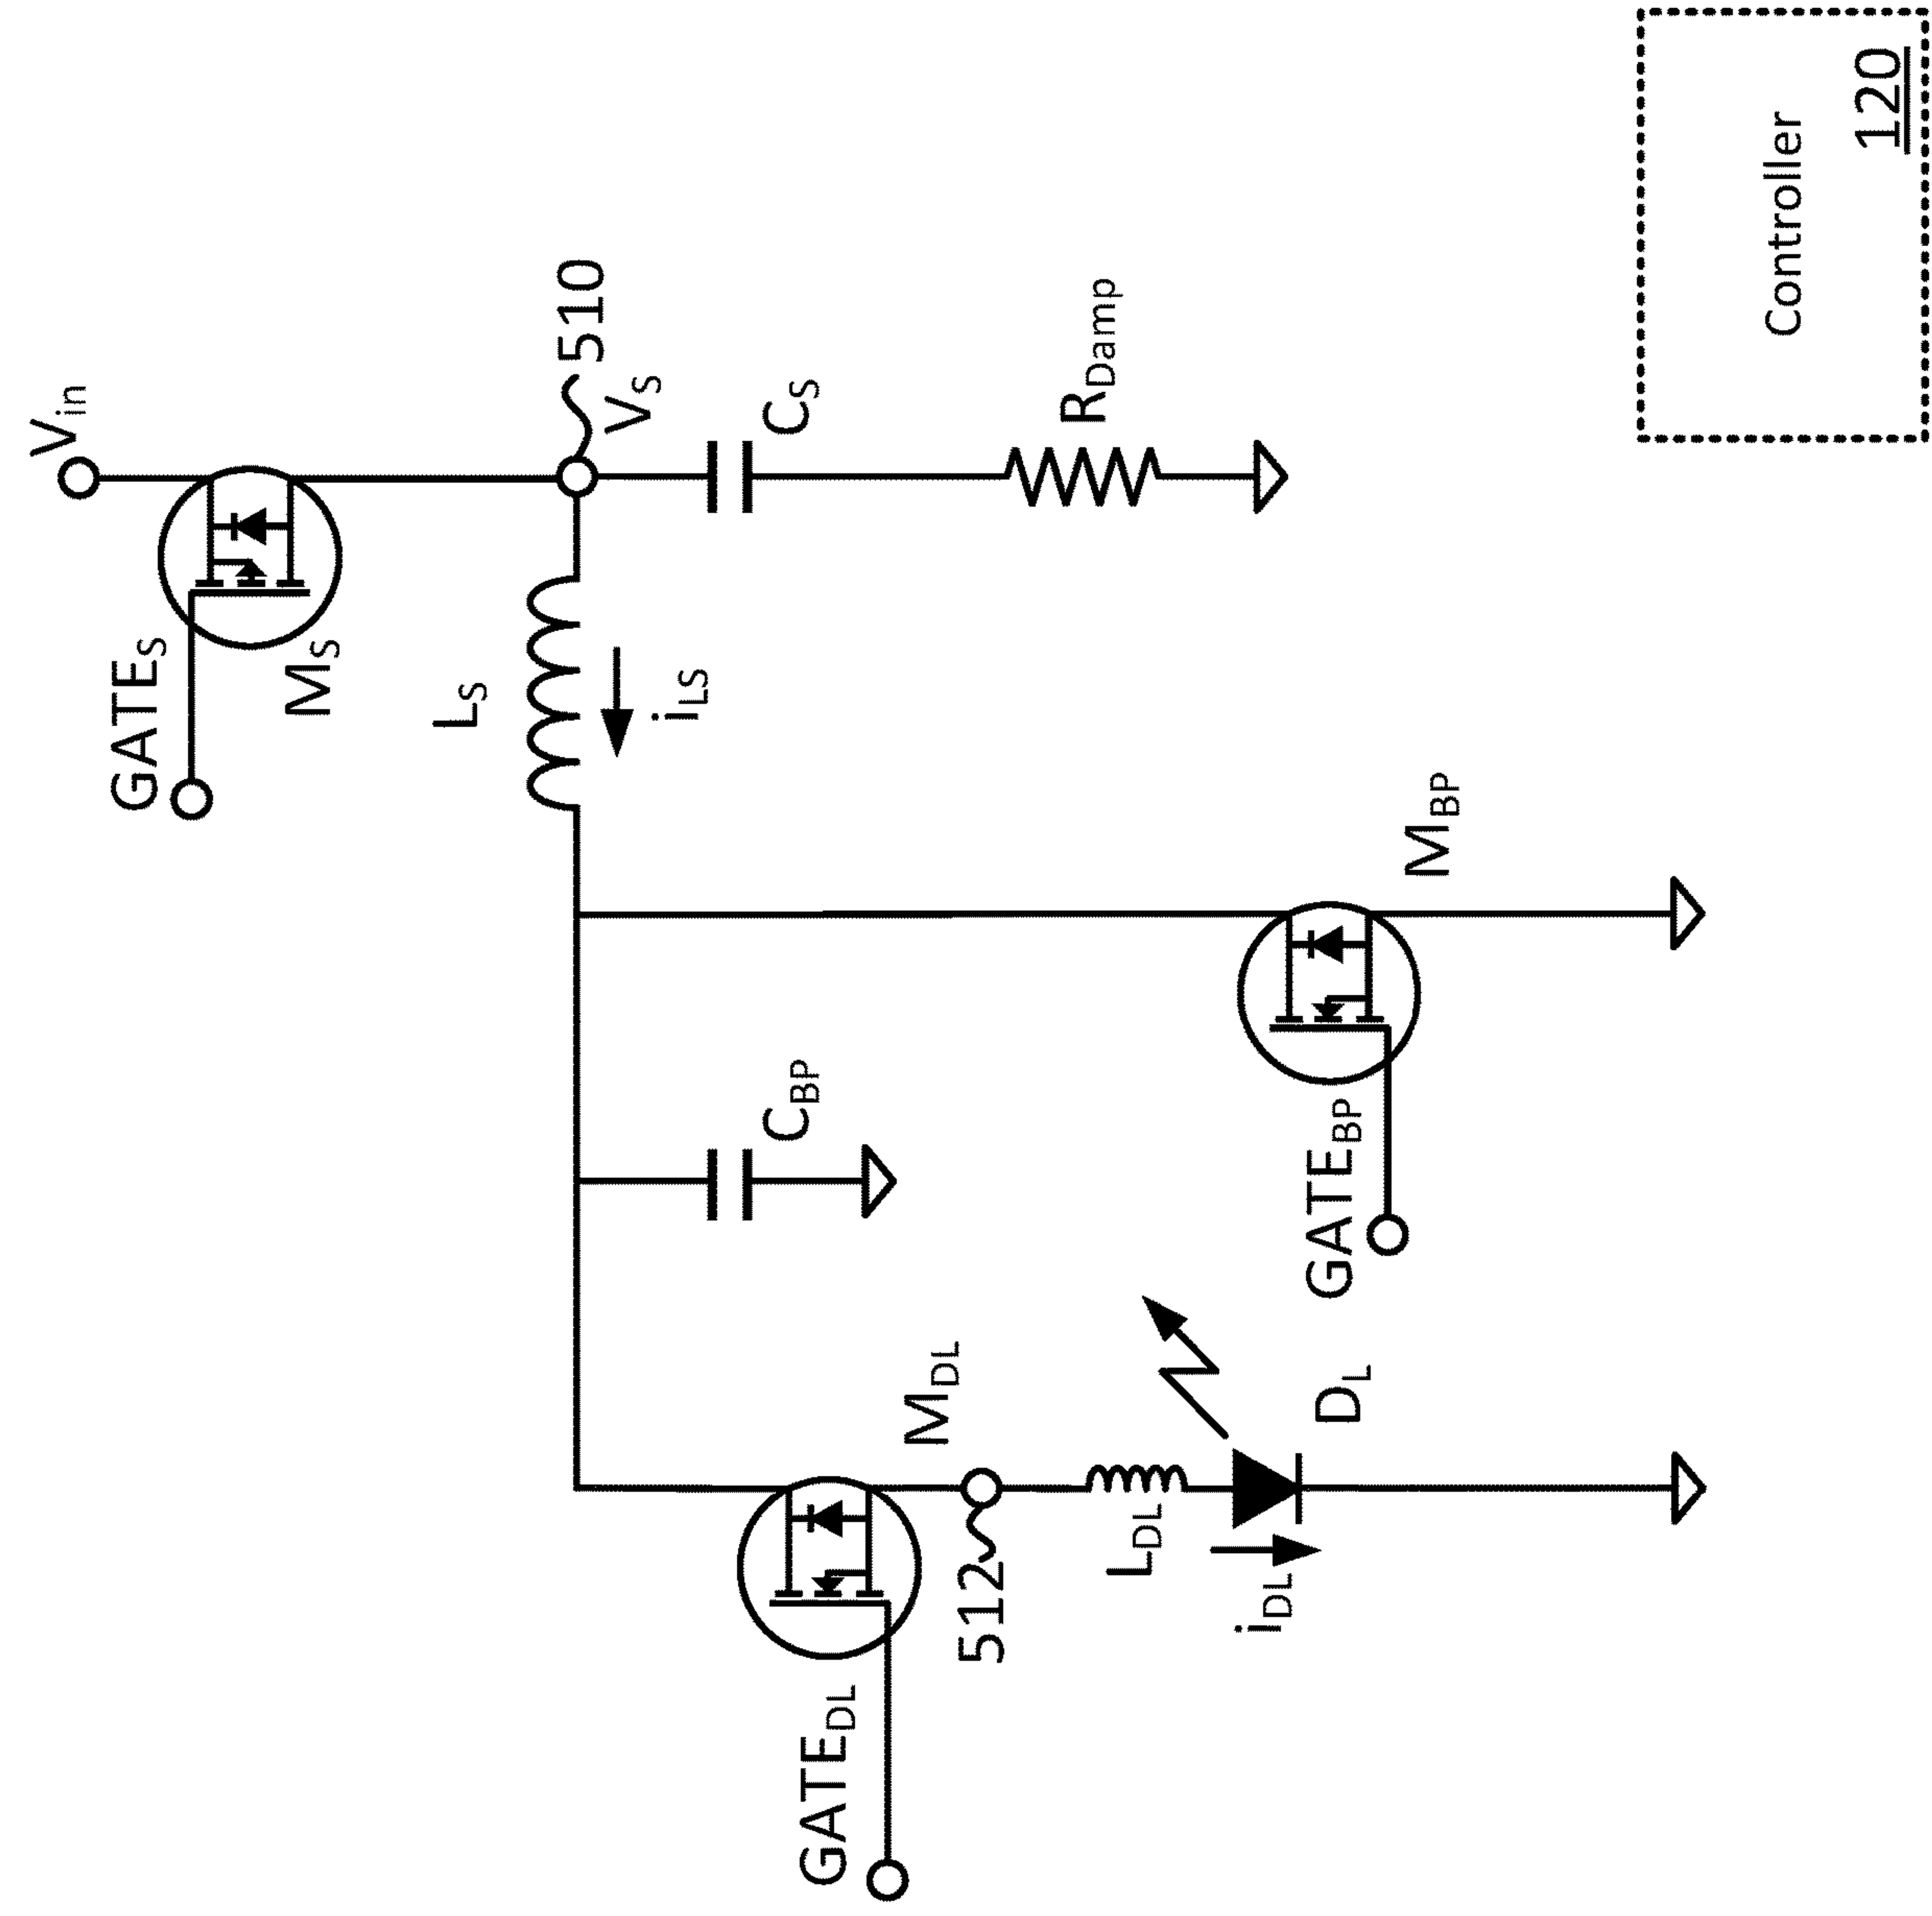 V_in
GATE_S
M_S
510
V_S
L_S
i_LS
C_S
R_Damp
M_BP
GATE_BP
C_BP
M_DL
GATE_DL
512
L_DL
i_DL
D_L
Controller
120